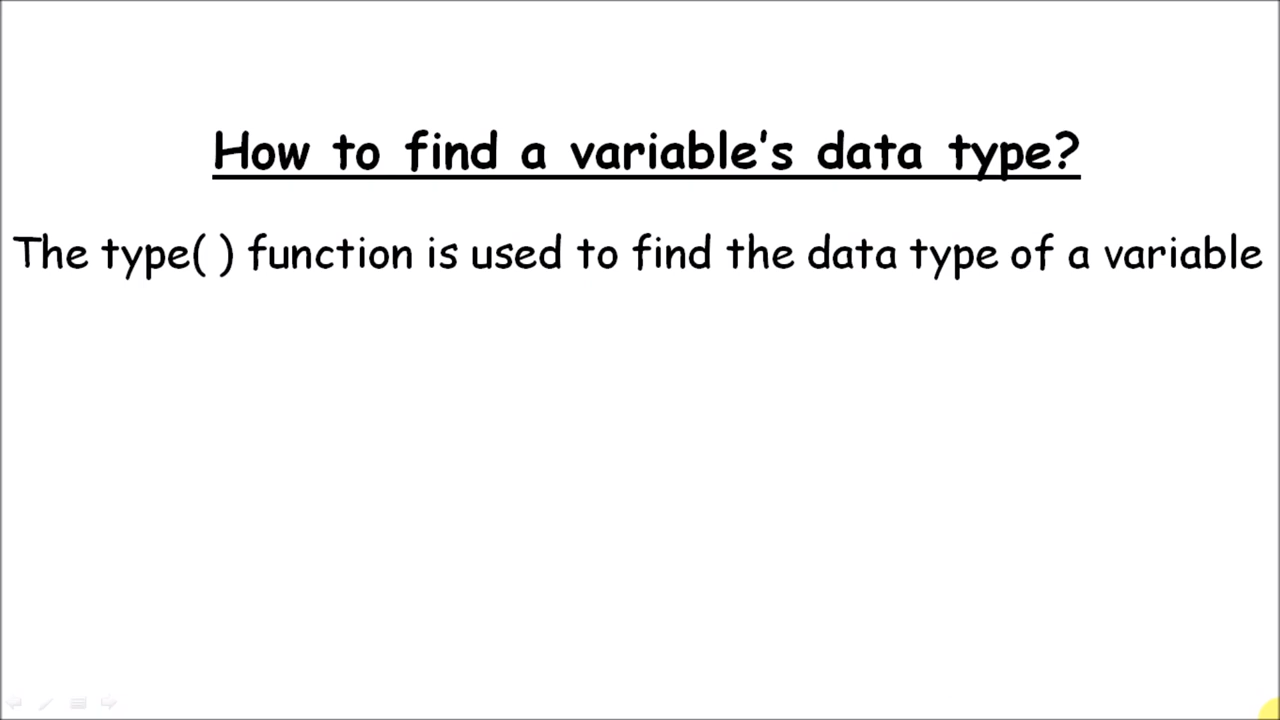 How to find a variable's data type?
The type( ) function is used to find the data type of a variable